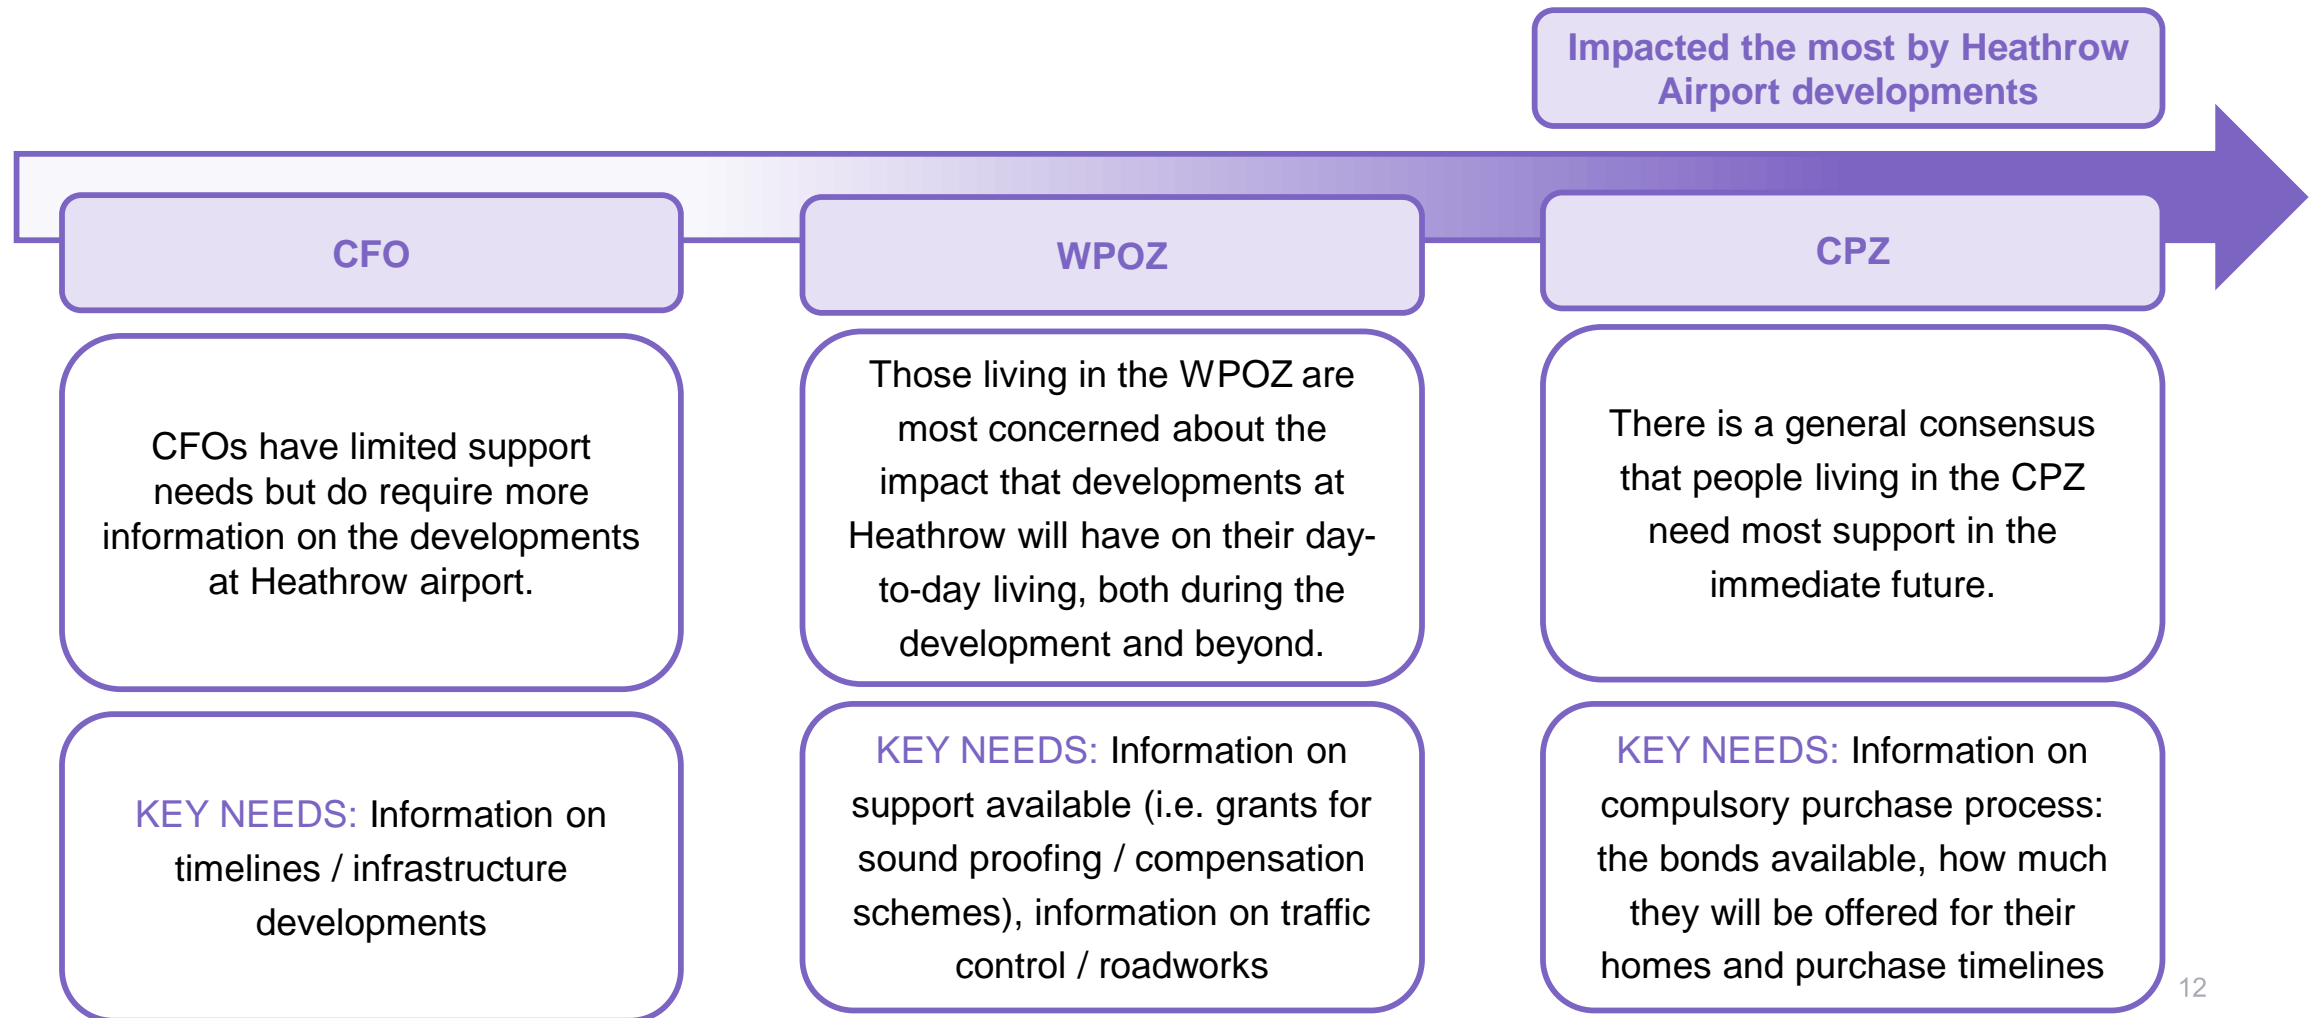 Impacted the most by Heathrow
Airport developments
CFO
WPOZ
CPZ
CFOs have limited support
needs but do require more
information on the developments
at Heathrow airport.
Those living in the WPOZ are
most concerned about the
impact that developments at
Heathrow will have on their day-
to-day living, both during the
development and beyond.
There is a general consensus
that people living in the CPZ
need most support in the
immediate future.
KEY NEEDS: Information on
timelines / infrastructure
developments
KEY NEEDS: Information on
support available (i.e. grants for
sound proofing / compensation
schemes), information on traffic
control / roadworks
KEY NEEDS: Information on
compulsory purchase process:
the bonds available, how much
they will be offered for their
homes and purchase timelines
12